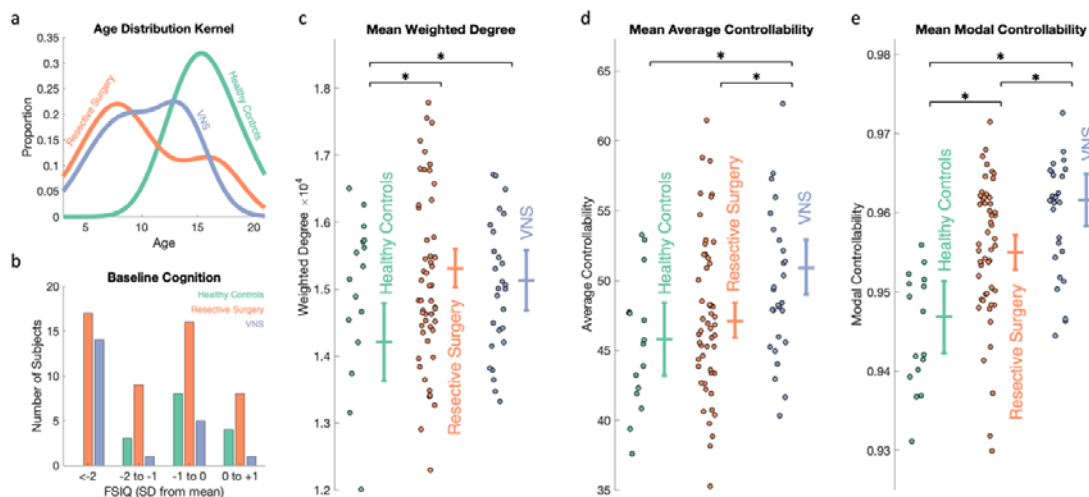 a
Age Distribution Kernel
0.35
0.3
0.25
0.2
0.15
0.1
0.05
0
Proportion
Resective Surgery
VNS
Healthy Controls
5 10 15 20
Age
b
Baseline Cognition
Healthy Controls
Resective Surgery
VNS
20
15
10
5
0
Number of Subjects
<-2 -2 to -1 -1 to 0 0 to +1
FSIQ (SD from mean)
c
Mean Weighted Degree
*
*
1.8
1.7
1.6
1.5
1.4
1.3
1.2
Weighted Degree ×10⁴
Healthy Controls
Resective Surgery
VNS
d
Mean Average Controllability
*
*
65
60
55
50
45
40
35
Average Controllability
Healthy Controls
Resective Surgery
VNS
e
Mean Modal Controllability
*
*
*
0.98
0.97
0.96
0.95
0.94
0.93
Modal Controllability
Healthy Controls
Resective Surgery
VNS